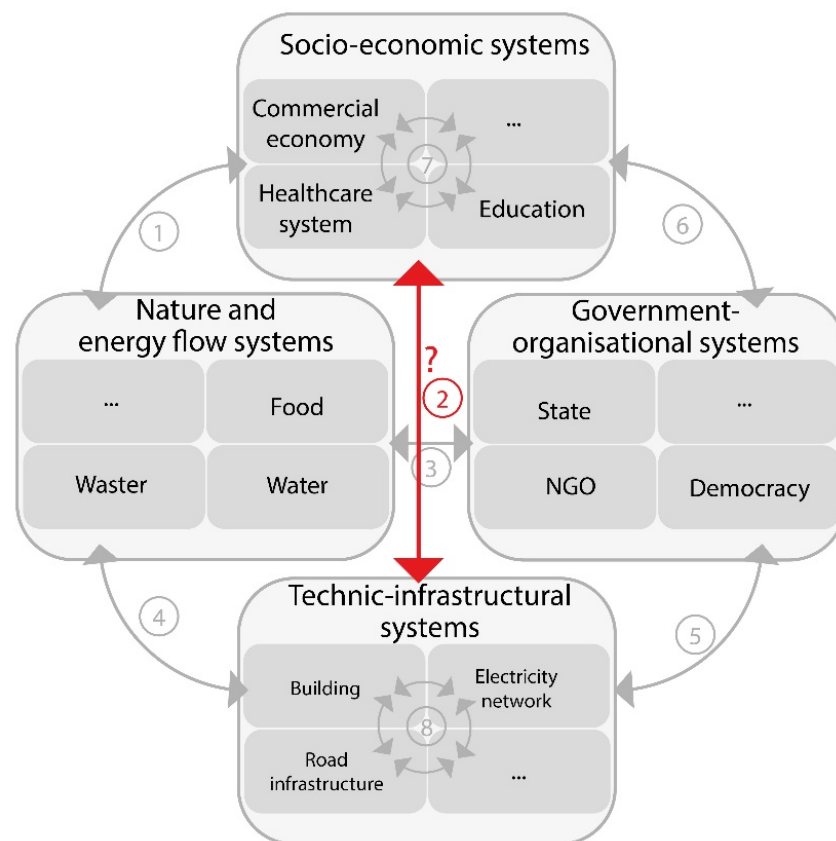 Socio-economic systems
Commercial
economy
...
7
Healthcare
system
Education
1
6
Nature and
energy flow systems
...
Food
Waster
Water
?
2
3
Government-
organisational systems
State
...
NGO
Democracy
4
5
Technic-infrastructural
systems
Building
Electricity
network
8
Road
infrastructure
...